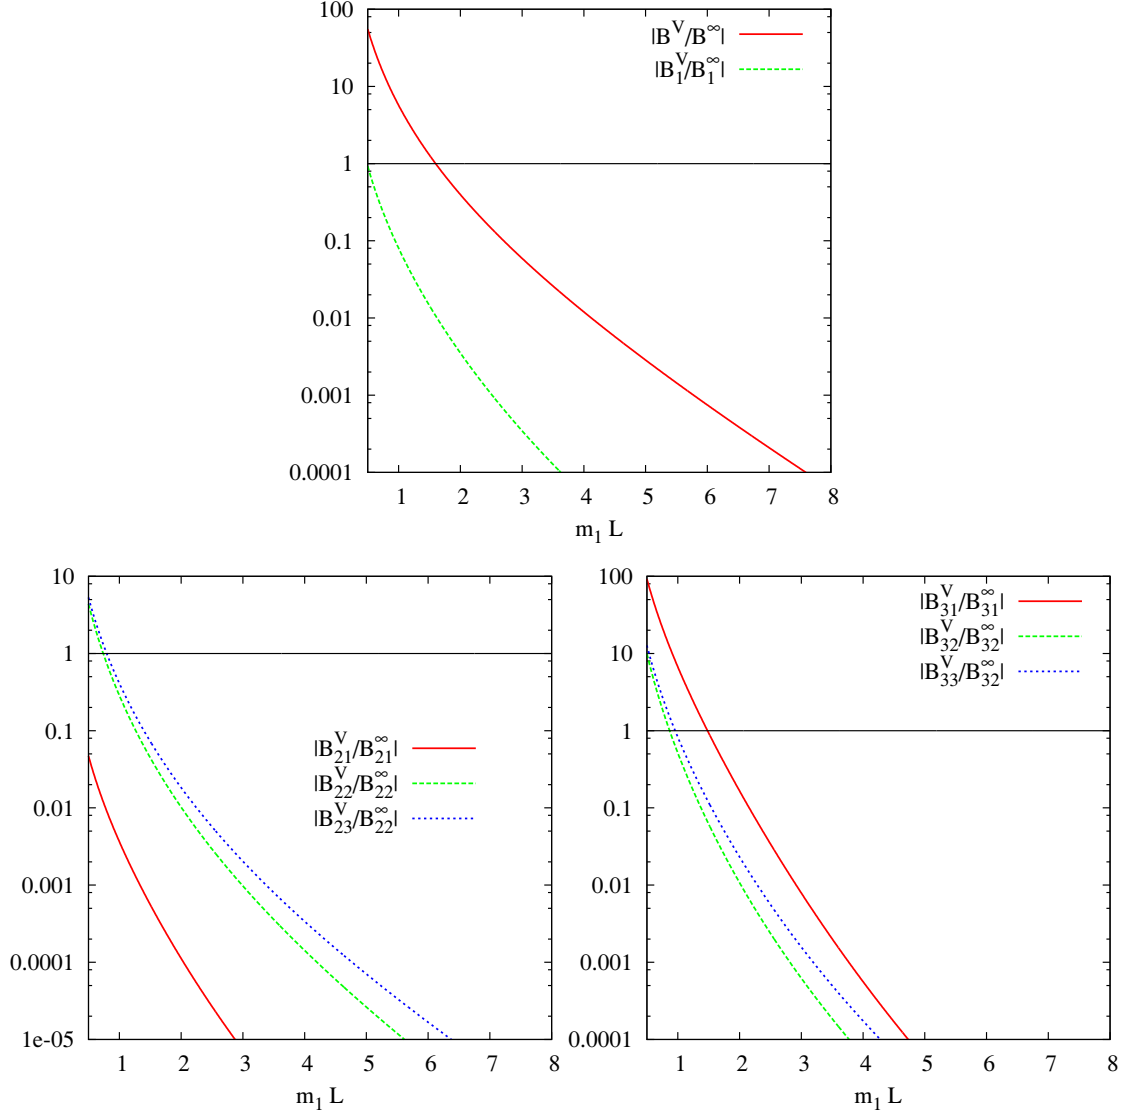 100
10
1
0.1
0.01
0.001
0.0001
|B^V/B^∞|
|B_1^V/B_1^∞|
1 2 3 4 5 6 7 8
m_1 L
10
1
0.1
0.01
0.001
0.0001
1e-05
|B_21^V/B_21^∞|
|B_22^V/B_22^∞|
|B_23^V/B_22^∞|
1 2 3 4 5 6 7 8
m_1 L
100
10
1
0.1
0.01
0.001
0.0001
|B_31^V/B_31^∞|
|B_32^V/B_32^∞|
|B_33^V/B_32^∞|
1 2 3 4 5 6 7 8
m_1 L